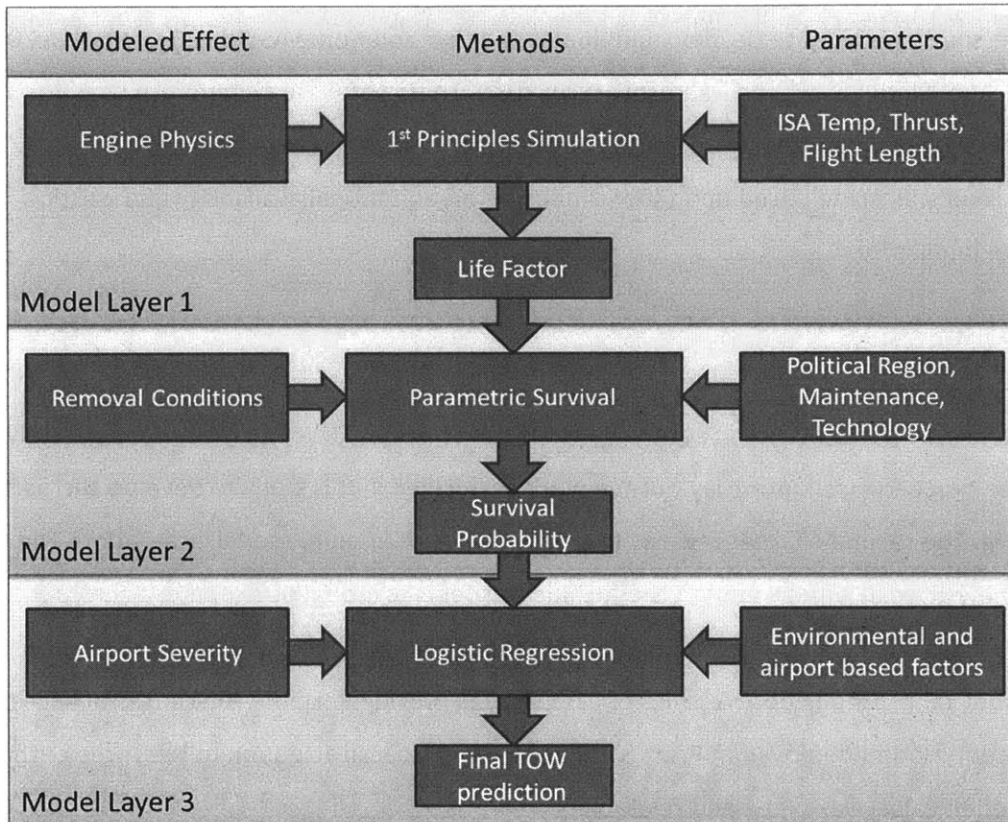 Modeled Effect
Methods
Parameters
Engine Physics
1st Principles Simulation
ISA Temp, Thrust,
Flight Length
Life Factor
Model Layer 1
Removal Conditions
Parametric Survival
Political Region,
Maintenance,
Technology
Survival
Probability
Model Layer 2
Airport Severity
Logistic Regression
Environmental and
airport based factors
Final TOW
prediction
Model Layer 3